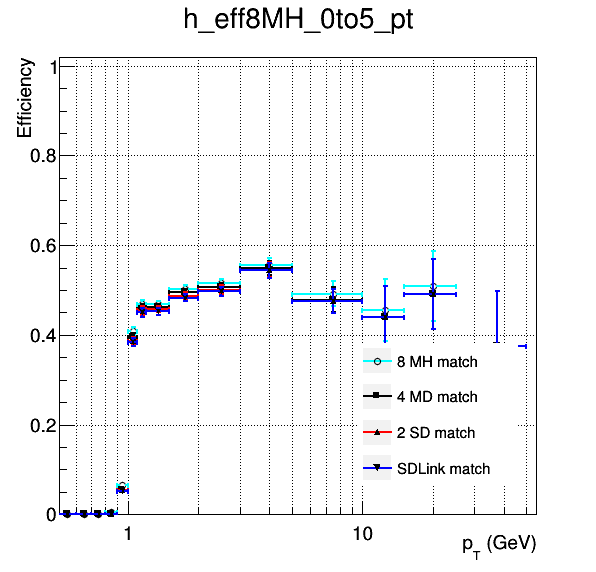 h_eff8MH_0to5_pt
Efficiency
1
0.8
0.6
0.4
0.2
0
8 MH match
4 MD match
2 SD match
SDLink match
1
10
pT (GeV)